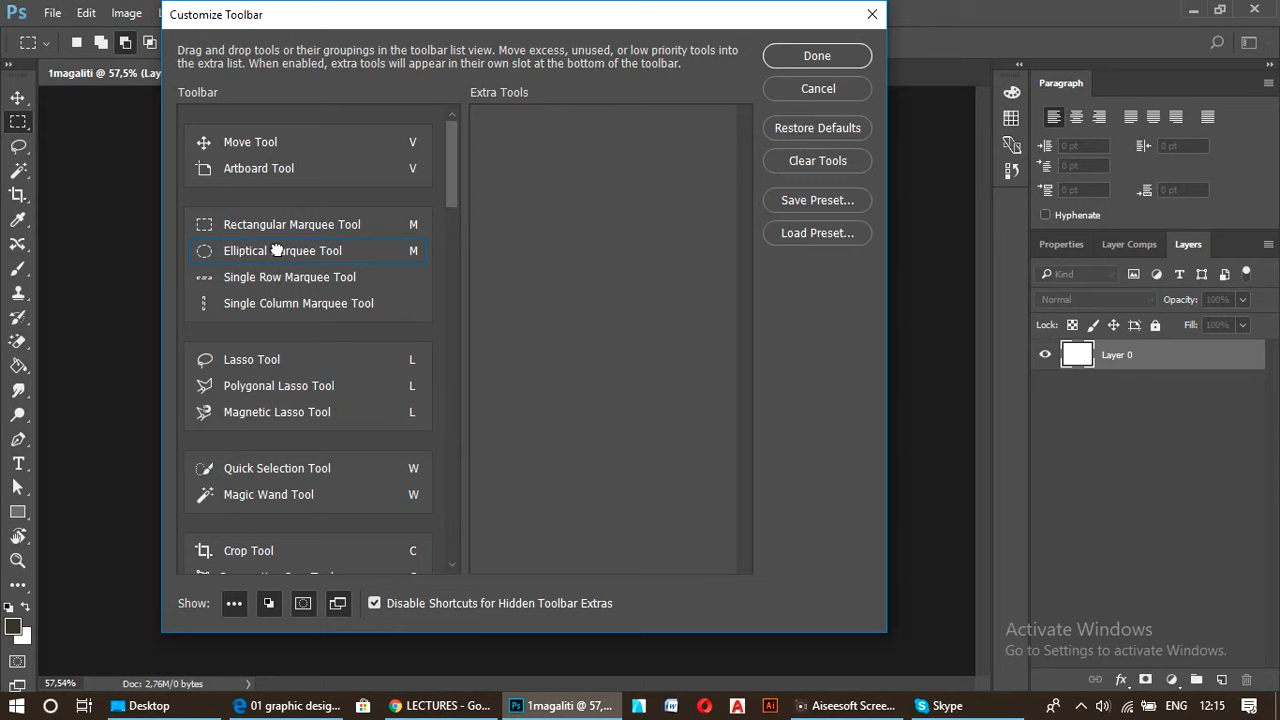 Ps File Edit Image
Customize Toolbar
Drag and drop tools or their groupings in the toolbar list view. Move excess, unused, or low priority tools into
the extra list. When enabled, extra tools will appear in their own slot at the bottom of the toolbar.
1magaliti @ 57,5% (Lay
Toolbar
Extra Tools
Done
Cancel
Restore Defaults
Clear Tools
Save Preset...
Load Preset...
Move Tool V
Artboard Tool V
Rectangular Marquee Tool M
Elliptical Marquee Tool M
Single Row Marquee Tool
Single Column Marquee Tool
Lasso Tool L
Polygonal Lasso Tool L
Magnetic Lasso Tool L
Quick Selection Tool W
Magic Wand Tool W
Crop Tool C
Show:
Disable Shortcuts for Hidden Toolbar Extras
Paragraph
0 pt 0 pt
0 pt
0 pt 0 pt
Hyphenate
Properties Layer Comps Layers
Kind
Normal Opacity: 100%
Lock: Fill: 100%
Layer 0
Activate Windows
Go to Settings to activate Windows.
57,54% Doc: 2,76M/0 bytes
Desktop 01 graphic desig... LECTURES - Go... Ps 1magaliti @ 57,... Ai Aiseesoft Scree... Skype ENG 12:15